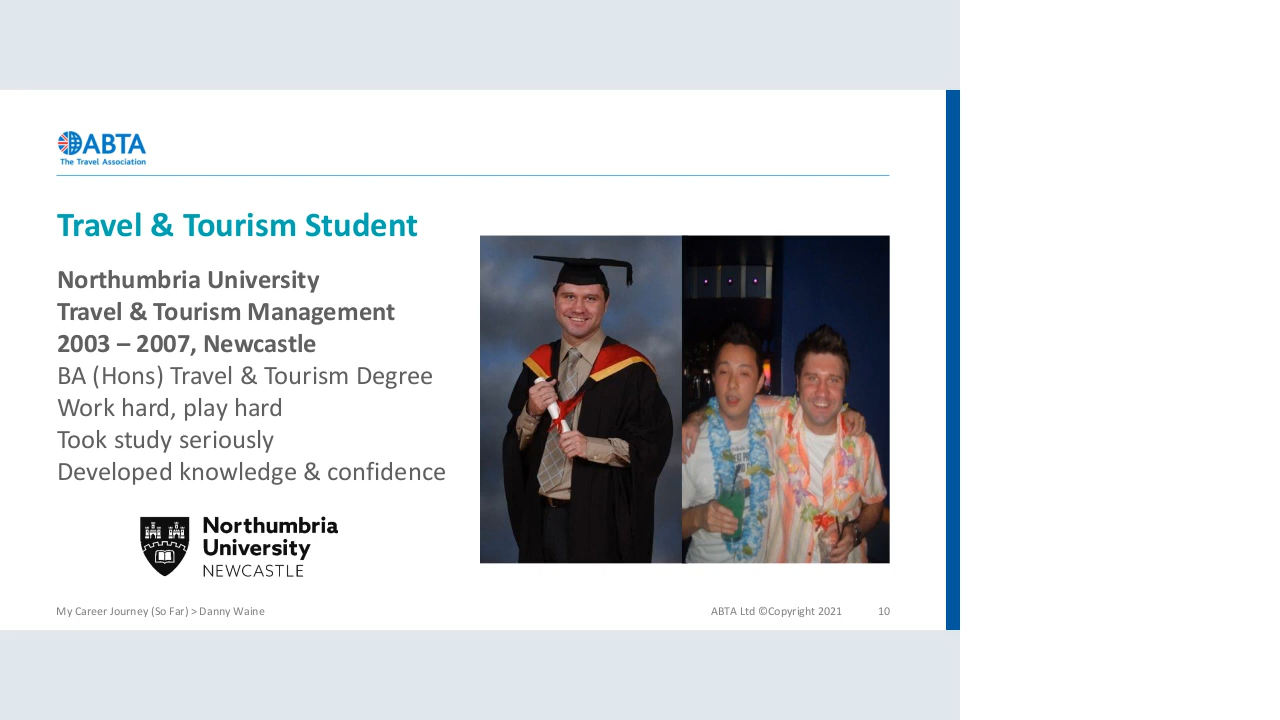 ABTA
The Travel Association
Travel & Tourism Student
Northumbria University
Travel & Tourism Management
2003 – 2007, Newcastle
BA (Hons) Travel & Tourism Degree
Work hard, play hard
Took study seriously
Developed knowledge & confidence
Northumbria
University
NEWCASTLE
My Career Journey (So Far) > Danny Waine
ABTA Ltd ©Copyright 2021
10